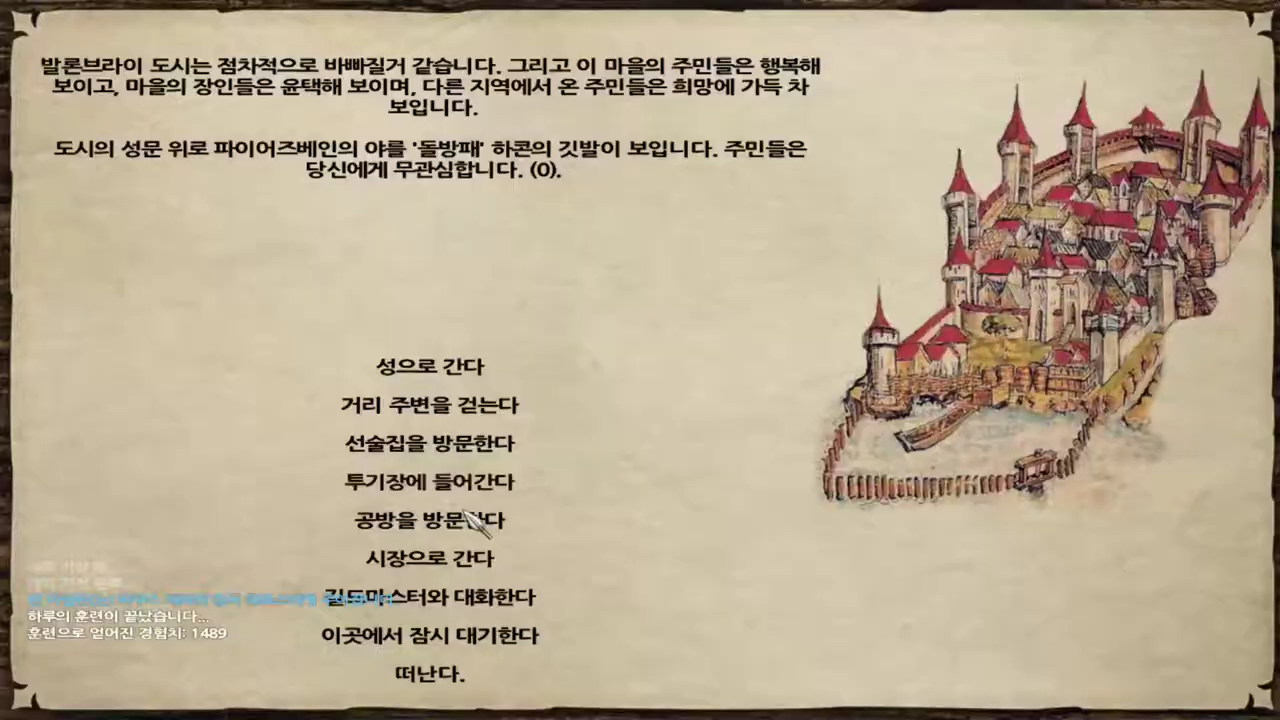 발론브라이 도시는 점차적으로 바빠질거 같습니다. 그리고 이 마을의 주민들은 행복해
보이고, 마을의 장인들은 윤택해 보이며, 다른 지역에서 온 주민들은 희망에 가득 차
보입니다.
도시의 성문 위로 파이어즈베인의 야를 '돌방패' 하콘의 깃발이 보입니다. 주민들은
당신에게 무관심합니다. (0).
성으로 간다
거리 주변을 걷는다
선술집을 방문한다
투기장에 들어간다
공방을 방문한다
시장으로 간다
길드마스터와 대화한다
이곳에서 잠시 대기한다
떠난다.
하루의 훈련이 끝났습니다...
훈련으로 얻어진 경험치: 1489